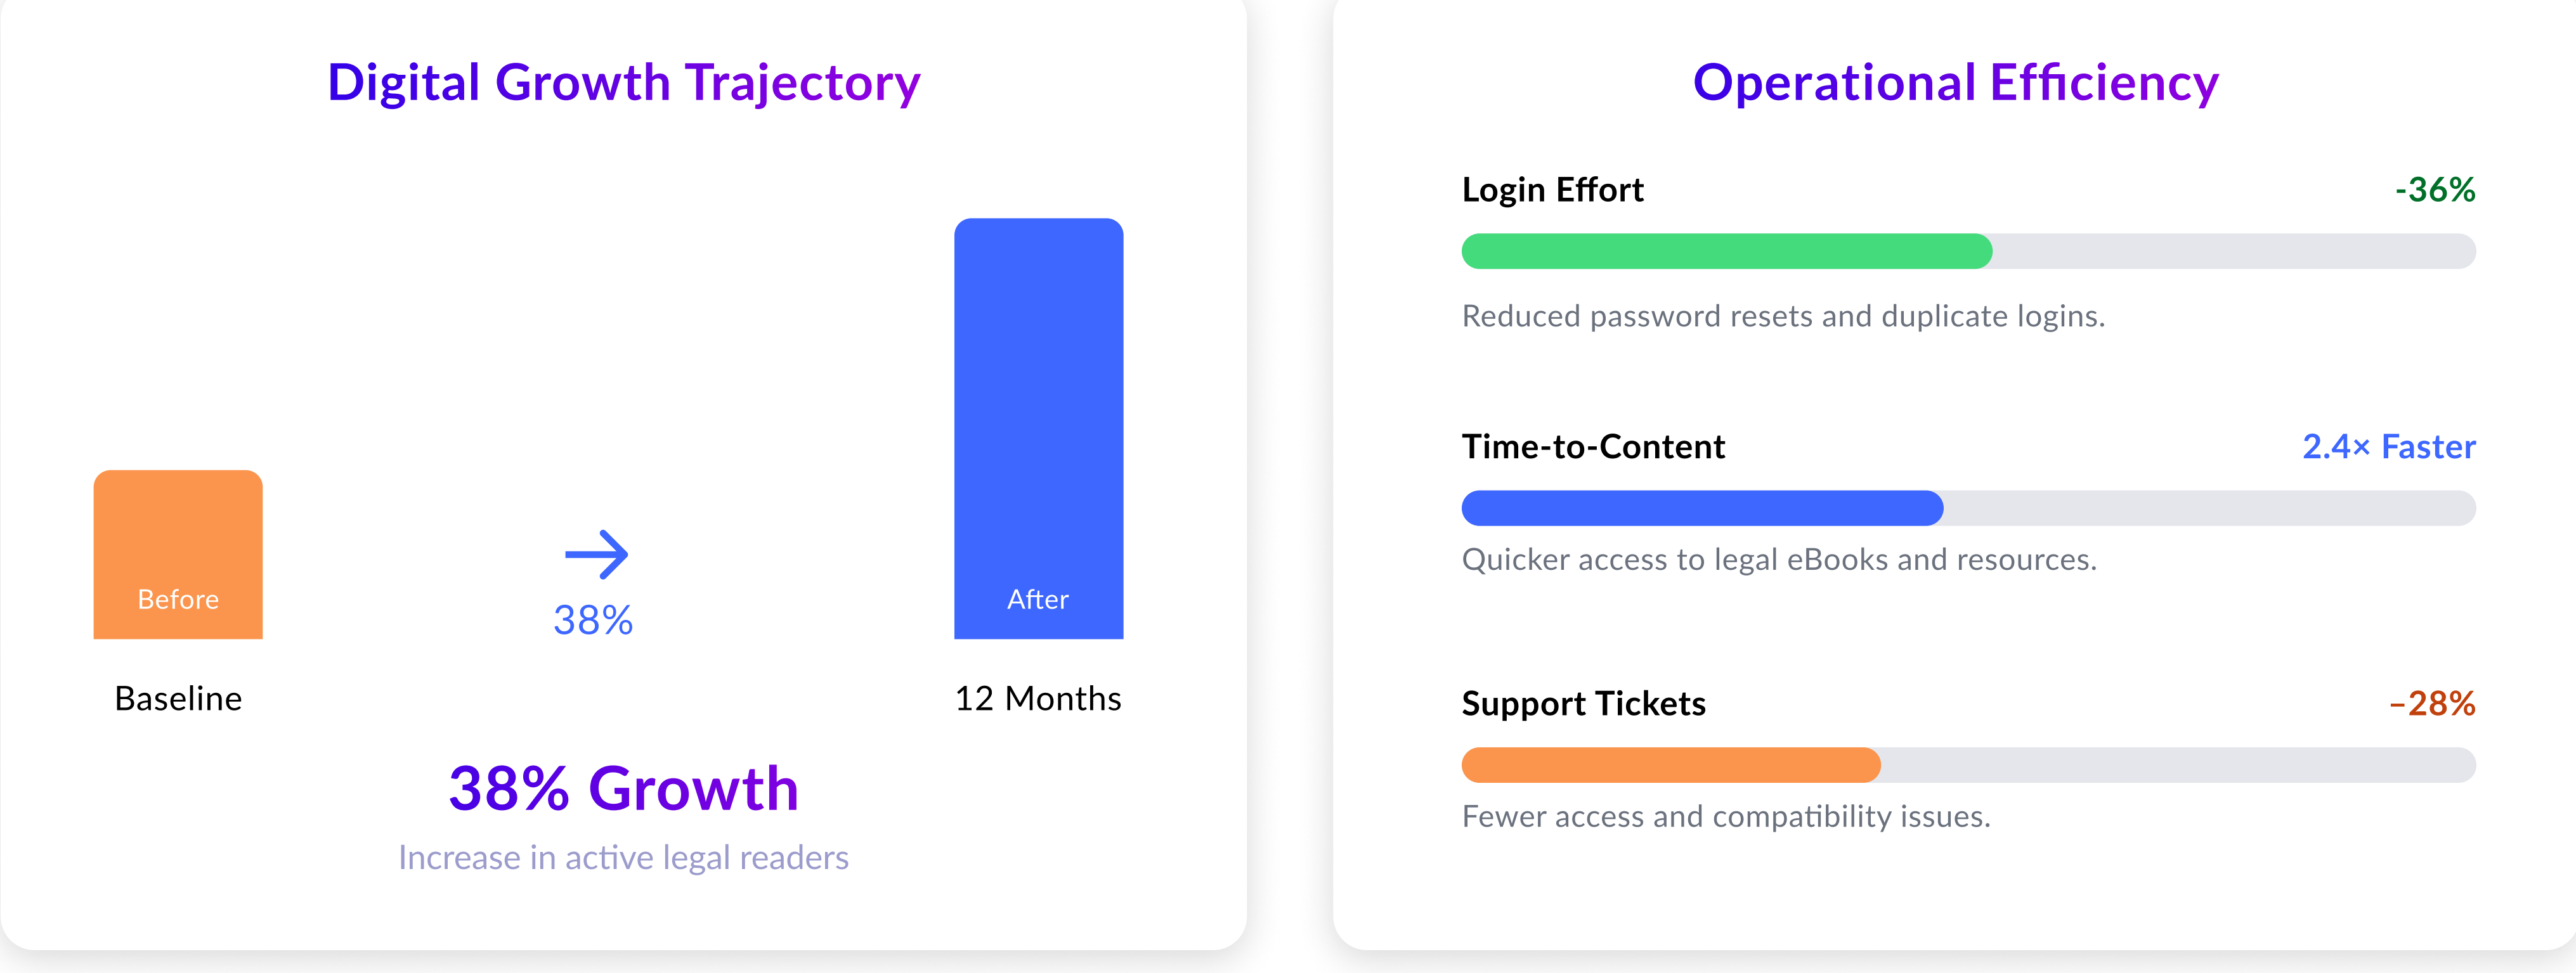 Digital Growth Trajectory
Before
→
38%
After
Baseline
12 Months
38% Growth
Increase in active legal readers
Operational Efficiency
Login Effort
-36%
Reduced password resets and duplicate logins.
Time-to-Content
2.4× Faster
Quicker access to legal eBooks and resources.
Support Tickets
–28%
Fewer access and compatibility issues.